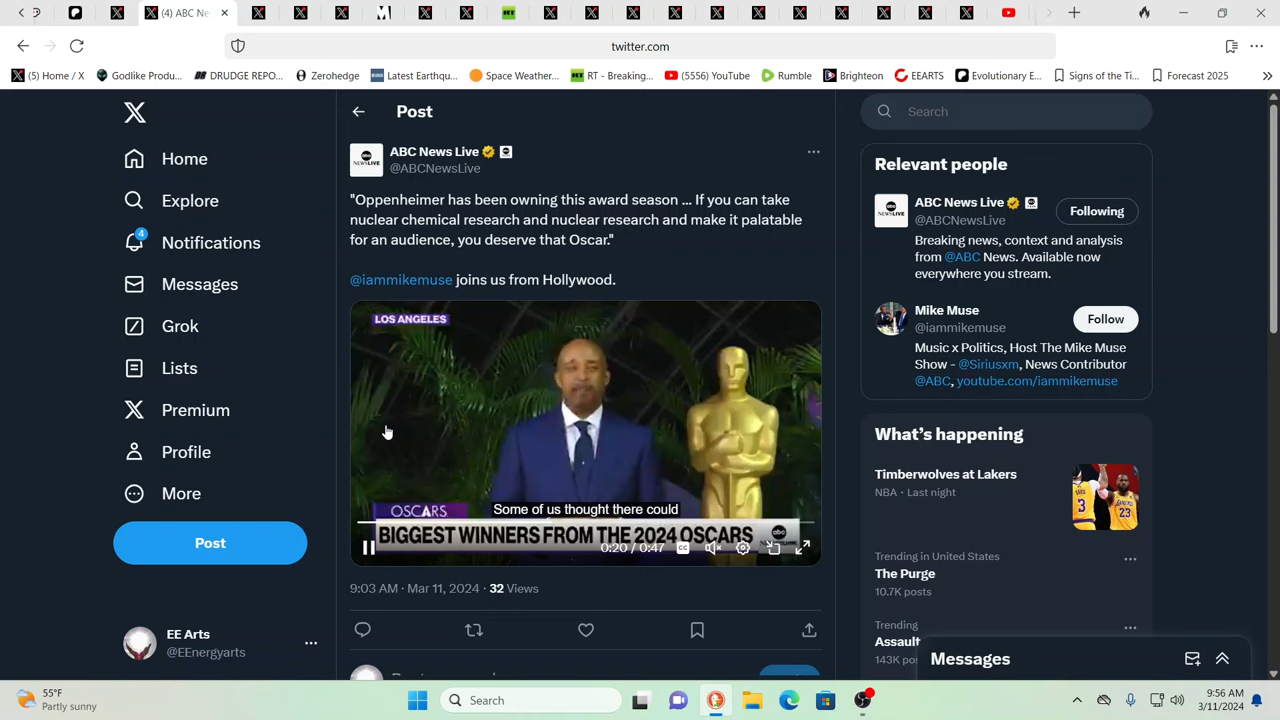 (4) ABC Ne
twitter.com
(5) Home / X
Godlike Produ...
DRUDGE REPO...
Zerohedge
Latest Earthqu...
Space Weather...
RT - Breaking...
(5556) YouTube
Rumble
Brighteon
EEARTS
Evolutionary E...
Signs of the Ti...
Forecast 2025
Home
Explore
4
Notifications
Messages
Grok
Lists
Premium
Profile
More
Post
EE Arts
@EEnergyarts
Post
ABC News Live
@ABCNewsLive
"Oppenheimer has been owning this award season ... If you can take
nuclear chemical research and nuclear research and make it palatable
for an audience, you deserve that Oscar."
@iammikemuse joins us from Hollywood.
LOS ANGELES
OSCARS
Some of us thought there could
BIGGEST WINNERS FROM THE 2024 OSCARS
abc
0:20 / 0:47
CC
9:03 AM · Mar 11, 2024 · 32 Views
Search
Relevant people
ABC News Live
@ABCNewsLive
Following
Breaking news, context and analysis
from @ABC News. Available now
everywhere you stream.
Mike Muse
@iammikemuse
Follow
Music x Politics, Host The Mike Muse
Show - @Siriusxm, News Contributor
@ABC, youtube.com/iammikemuse
What's happening
Timberwolves at Lakers
NBA · Last night
Trending in United States
The Purge
10.7K posts
Trending
Assault
143K pos
Messages
55°F
Partly sunny
Search
9:56 AM
3/11/2024